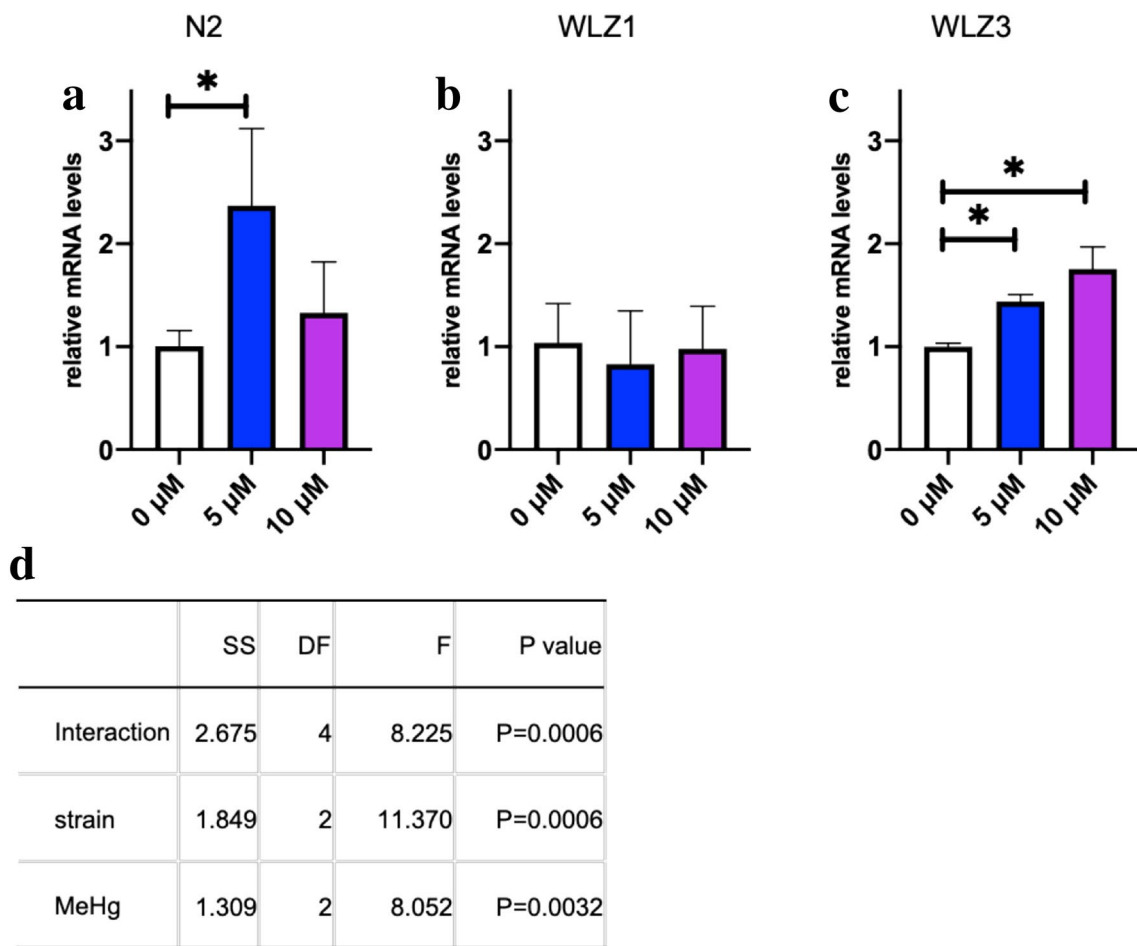 N2 WLZ1 WLZ3
a b c
* * *
relative mRNA levels
3
2
1
0
0 µM 5 µM 10 µM
relative mRNA levels
3
2
1
0
0 µM 5 µM 10 µM
relative mRNA levels
3
2
1
0
0 µM 5 µM 10 µM
d
SS DF F P value
Interaction 2.675 4 8.225 P=0.0006
strain 1.849 2 11.370 P=0.0006
MeHg 1.309 2 8.052 P=0.0032